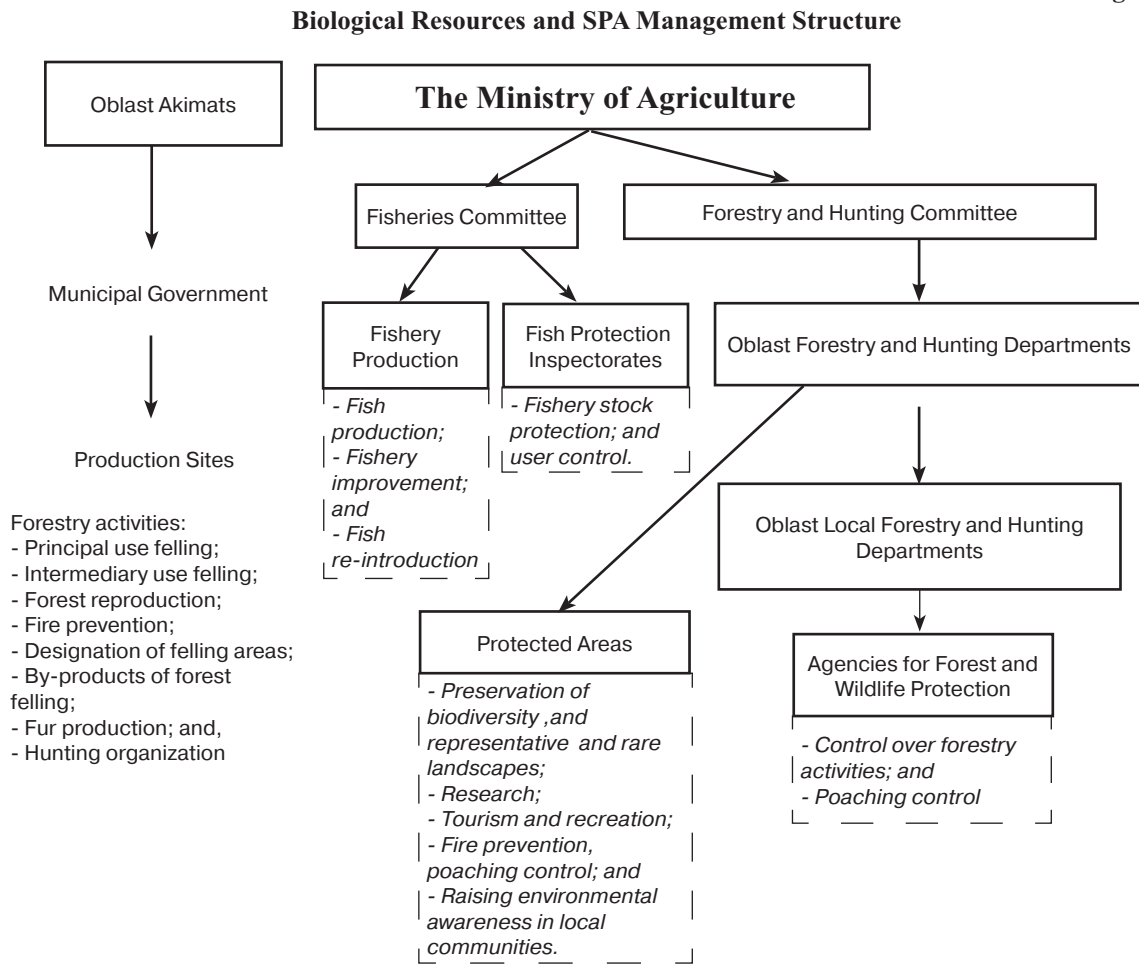 Biological Resources and SPA Management Structure
Oblast Akimats
The Ministry of Agriculture
Fisheries Committee
Forestry and Hunting Committee
Municipal Government
Fishery
Production
Fish Protection
Inspectorates
Oblast Forestry and Hunting Departments
- Fish
production;
- Fishery
improvement;
and
- Fish
re-introduction
- Fishery stock
protection; and
user control.
Production Sites
Oblast Local Forestry and Hunting
Departments
Forestry activities:
- Principal use felling;
- Intermediary use felling;
- Forest reproduction;
- Fire prevention;
- Designation of felling areas;
- By-products of forest
felling;
- Fur production; and,
- Hunting organization
Protected Areas
- Preservation of
biodiversity ,and
representative and rare
landscapes;
- Research;
- Tourism and recreation;
- Fire prevention,
poaching control; and
- Raising environmental
awareness in local
communities.
Agencies for Forest and
Wildlife Protection
- Control over forestry
activities; and
- Poaching control